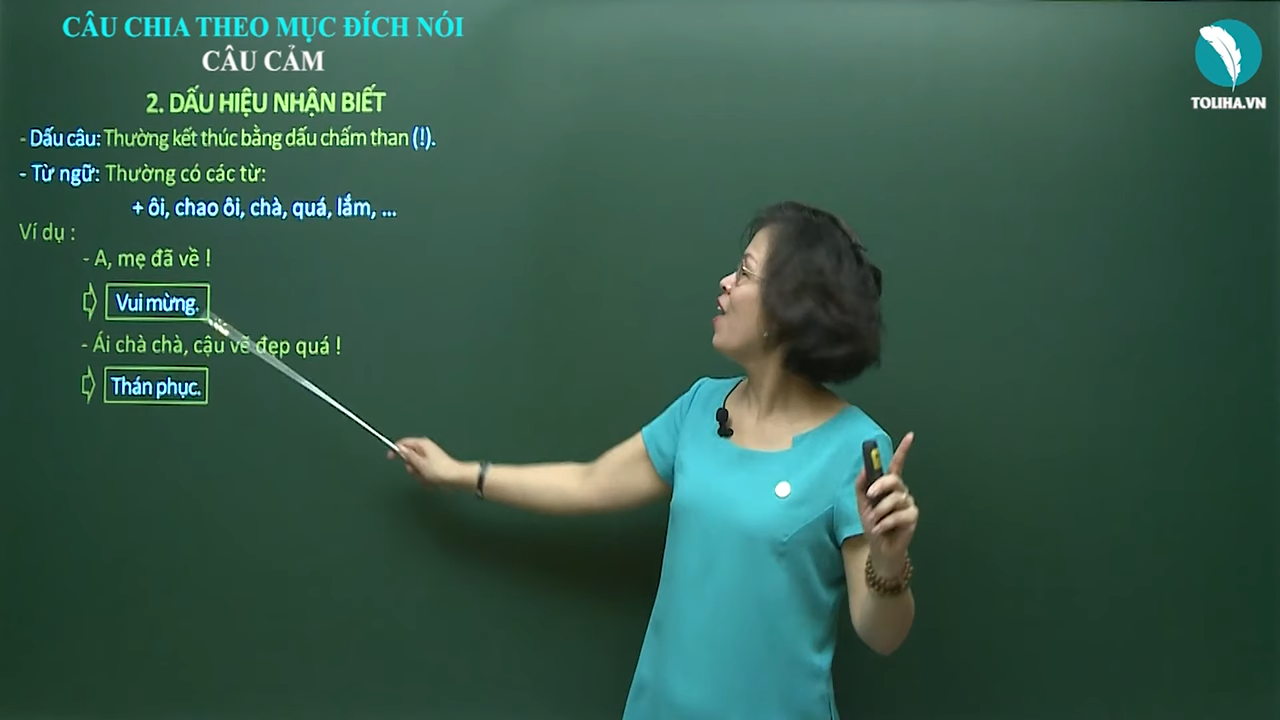 CÂU CHIA THEO MỤC ĐÍCH NÓI
CÂU CẢM
2. DẤU HIỆU NHẬN BIẾT
- Dấu câu: Thường kết thúc bằng dấu chấm than (!).
- Từ ngữ: Thường có các từ:
+ ôi, chao ôi, chà, quá, lắm, ...
Ví dụ :
- A, mẹ đã về !
Vui mừng.
- Ái chà chà, cậu vẽ đẹp quá !
Thán phục.
TOLIHA.VN